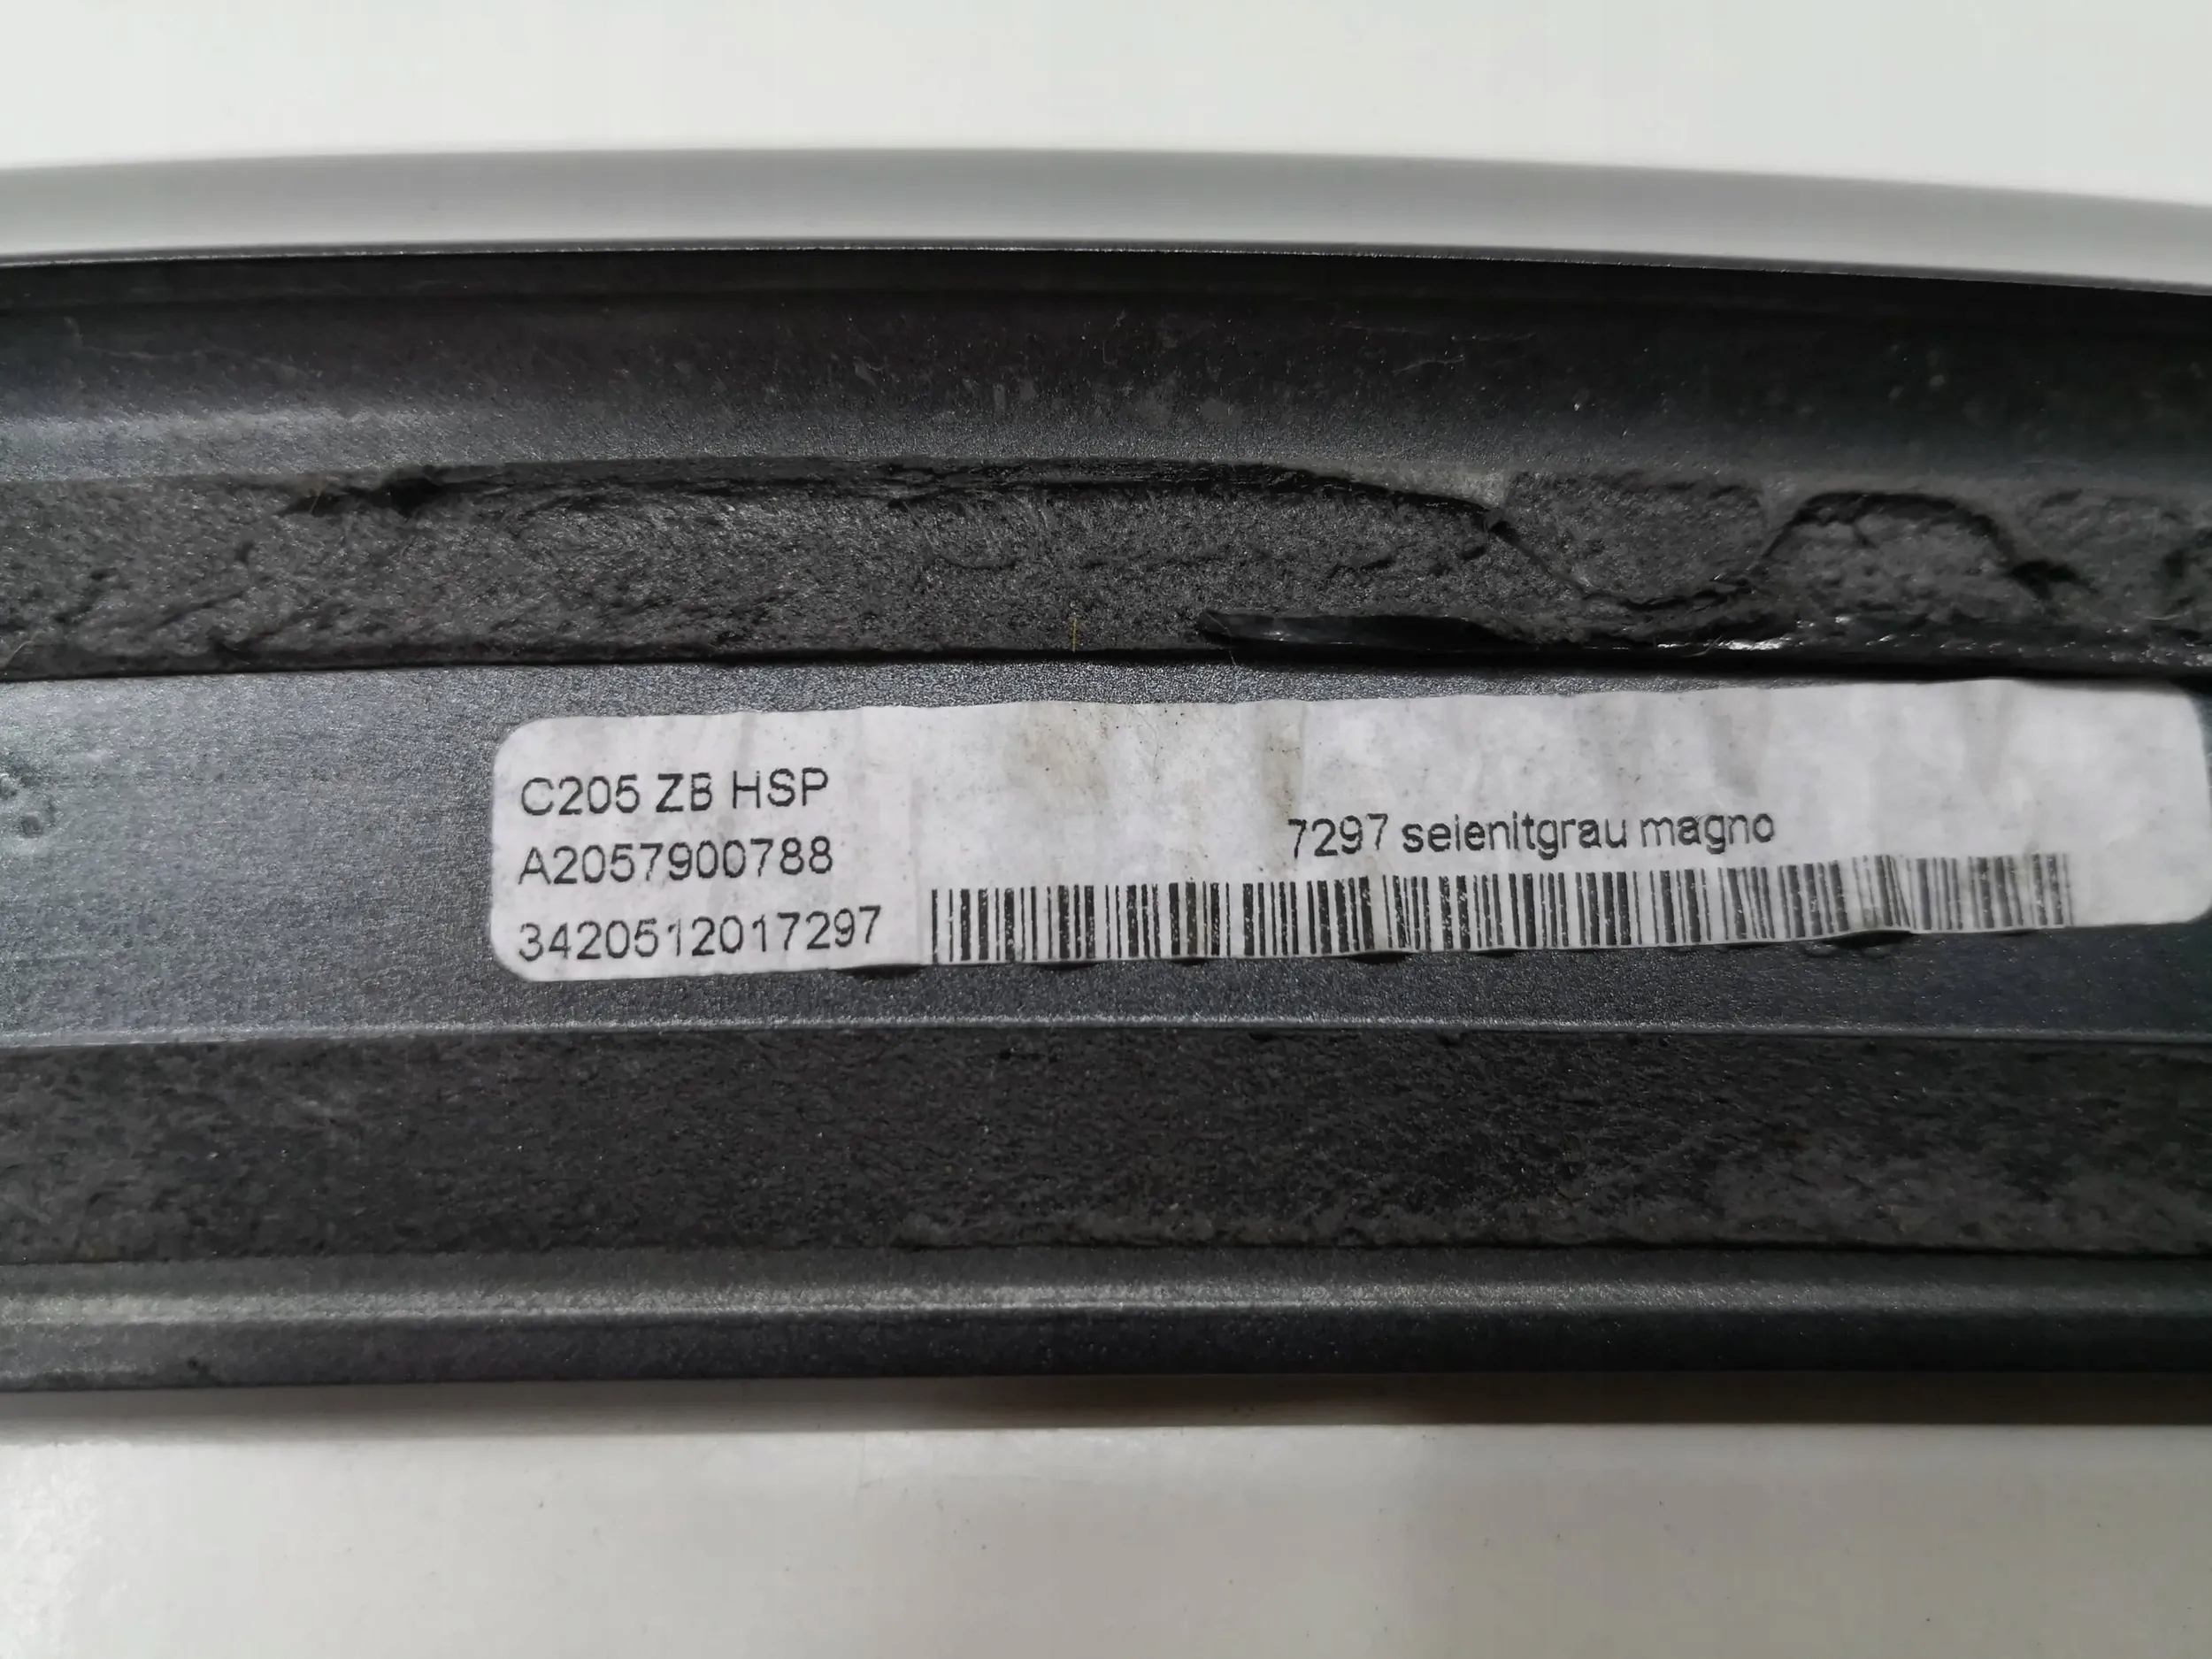 C205 ZB HSP
A2057900788
7297 selenitgrau magno
3420512017297